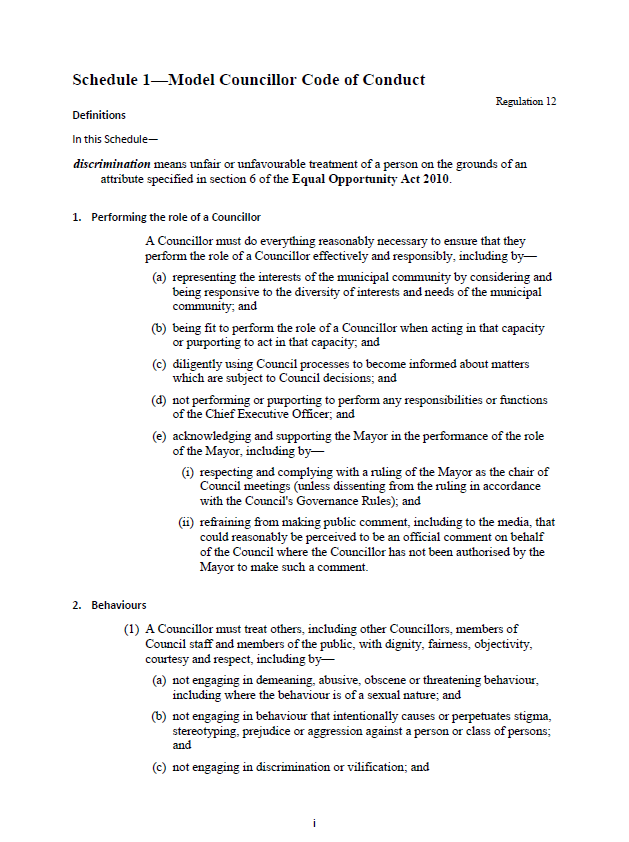 Schedule 1—Model Councillor Code of Conduct
Regulation 12
Definitions
In this Schedule—
discrimination means unfair or unfavourable treatment of a person on the grounds of an
attribute specified in section 6 of the Equal Opportunity Act 2010.
1. Performing the role of a Councillor
A Councillor must do everything reasonably necessary to ensure that they
perform the role of a Councillor effectively and responsibly, including by—
(a) representing the interests of the municipal community by considering and
being responsive to the diversity of interests and needs of the municipal
community; and
(b) being fit to perform the role of a Councillor when acting in that capacity
or purporting to act in that capacity; and
(c) diligently using Council processes to become informed about matters
which are subject to Council decisions; and
(d) not performing or purporting to perform any responsibilities or functions
of the Chief Executive Officer; and
(e) acknowledging and supporting the Mayor in the performance of the role
of the Mayor, including by—
(i) respecting and complying with a ruling of the Mayor as the chair of
Council meetings (unless dissenting from the ruling in accordance
with the Council's Governance Rules); and
(ii) refraining from making public comment, including to the media, that
could reasonably be perceived to be an official comment on behalf
of the Council where the Councillor has not been authorised by the
Mayor to make such a comment.
2. Behaviours
(1) A Councillor must treat others, including other Councillors, members of
Council staff and members of the public, with dignity, fairness, objectivity,
courtesy and respect, including by—
(a) not engaging in demeaning, abusive, obscene or threatening behaviour,
including where the behaviour is of a sexual nature; and
(b) not engaging in behaviour that intentionally causes or perpetuates stigma,
stereotyping, prejudice or aggression against a person or class of persons;
and
(c) not engaging in discrimination or vilification; and
i